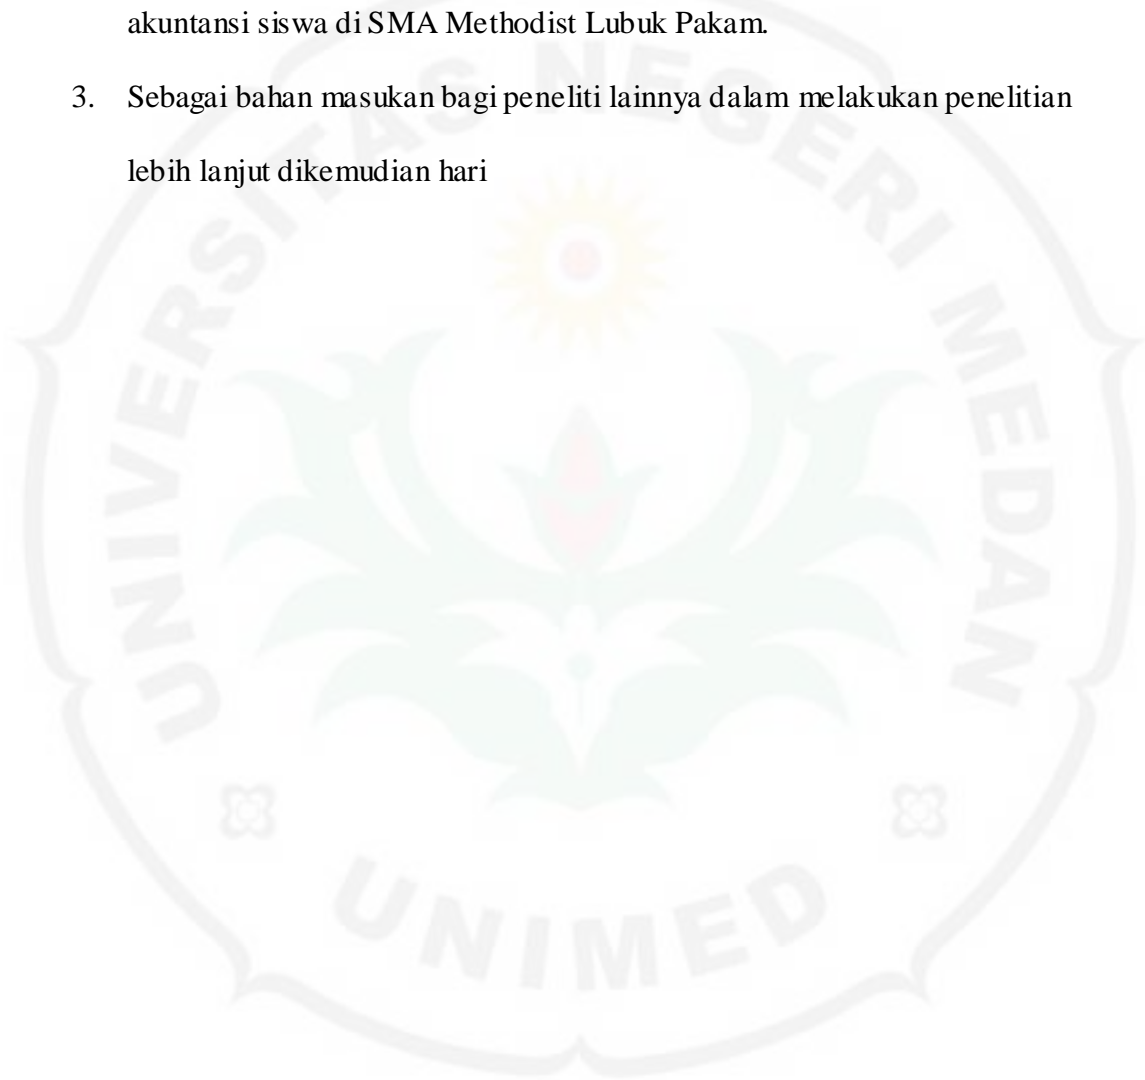 akuntansi siswa di SMA Methodist Lubuk Pakam.
3. Sebagai bahan masukan bagi peneliti lainnya dalam melakukan penelitian
lebih lanjut dikemudian hari
UNIVERSITAS NEGERI MEDAN
UNIMED